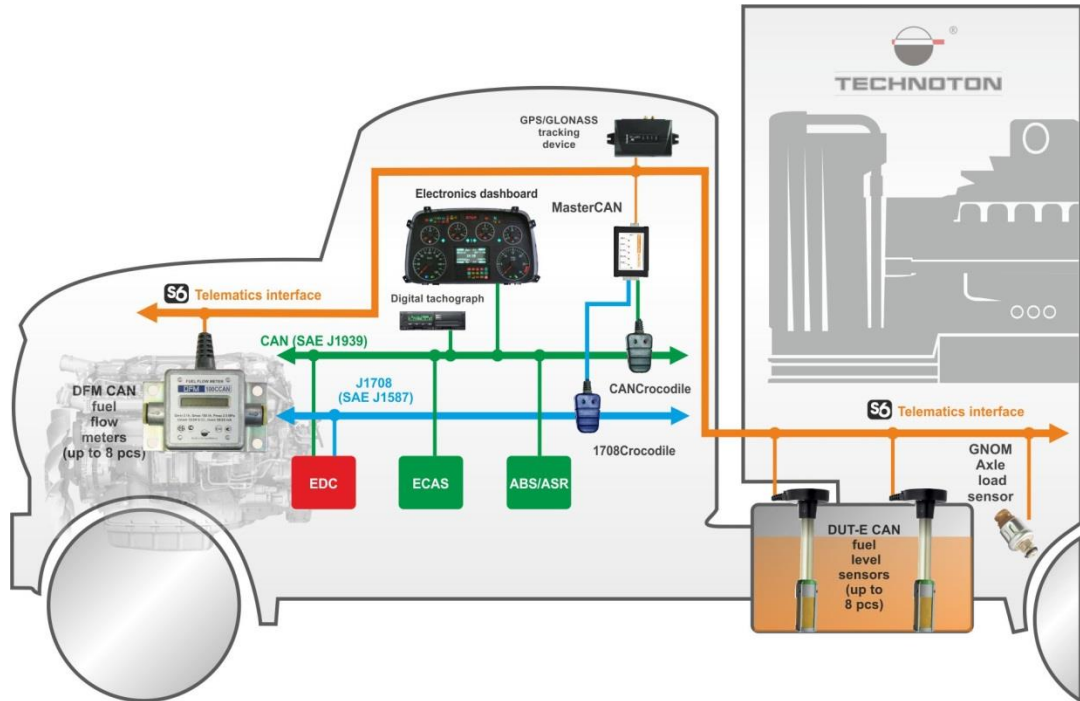 ®
TECHNOTON
GPS/GLONASS
tracking
device
Electronics dashboard
MasterCAN
Digital tachograph
S6 Telematics interface
CAN (SAE J1939)
CANCrocodile
J1708
(SAE J1587)
1708Crocodile
FUEL FLOW METER
DFM
DFM CAN
fuel
flow
meters
(up to 8 pcs)
EDC
ECAS
ABS/ASR
S6 Telematics interface
GNOM
Axle
load
sensor
DUT-E CAN
fuel
level
sensors
(up to
8 pcs)